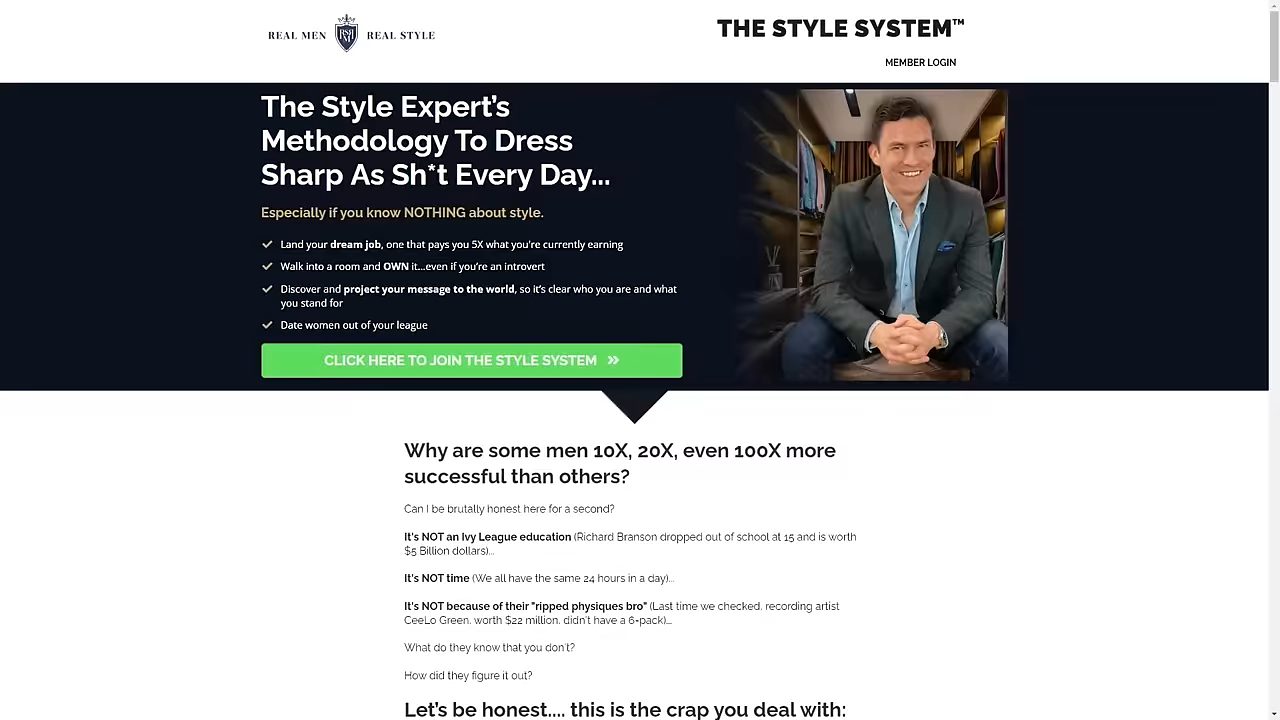 REAL MEN RSRM REAL STYLE
THE STYLE SYSTEM™
MEMBER LOGIN
The Style Expert's
Methodology To Dress
Sharp As Sh*t Every Day...
Especially if you know NOTHING about style.
Land your dream job, one that pays you 5X what you're currently earning
Walk into a room and OWN it...even if you're an introvert
Discover and project your message to the world, so it's clear who you are and what
you stand for
Date women out of your league
CLICK HERE TO JOIN THE STYLE SYSTEM »
Why are some men 10X, 20X, even 100X more
successful than others?
Can I be brutally honest here for a second?
It's NOT an Ivy League education (Richard Branson dropped out of school at 15 and is worth
$5 Billion dollars)...
It's NOT time (We all have the same 24 hours in a day)...
It's NOT because of their "ripped physiques bro" (Last time we checked, recording artist
CeeLo Green, worth $22 million, didn't have a 6-pack)...
What do they know that you don't?
How did they figure it out?
Let's be honest.... this is the crap you deal with: